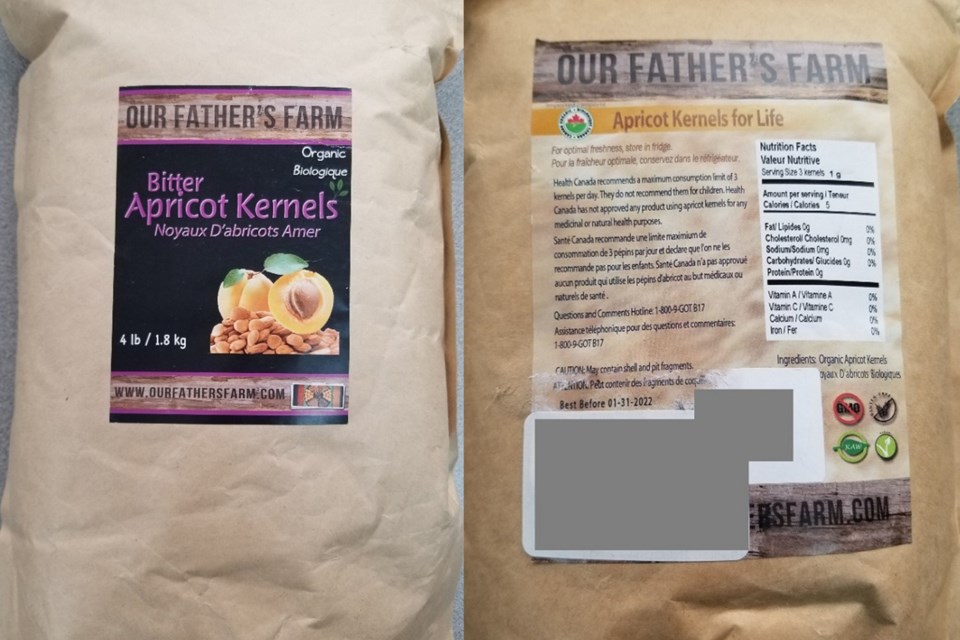 OUR FATHER'S FARM
Organic
Biologique
Bitter
Apricot Kernels
Noyaux D'abricots Amer
4 lb / 1.8 kg
WWW.OURFATHERSFARM.COM
OUR FATHER'S FARM
Apricot Kernels for Life
For optimal freshness, store in fridge.
Pour la fraîcheur optimale, conservez dans le réfrigérateur.
Health Canada recommends a maximum consumption limit of 3
kernels per day. They do not recommend them for children. Health
Canada has not approved any product using apricot kernels for any
medicinal or natural health purposes.
Santé Canada recommande une limite maximum de
consommation de 3 pépins par jour et declare que l'on ne les
recommande pas pour les enfants. Santé Canada n'a pas approuvé
aucun produit qui utilise les pépins d'abricot au but médicaux ou
naturels de santé.
Questions and Comments Hotline: 1-800-9-GOT B17
Assistance téléphonique pour des questions et commentaires:
1-800-9-GOT B17
CAUTION: May contain shell and pit fragments.
Peut contenir des fragments de
Best Before 01-31-2022
Nutrition Facts
Valeur Nutritive
Serving Size 3 kernels 1 g
Amount per serving / Teneur
Calories / Calories 5
Fat/ Lipides 0g 0%
Cholesterol/ Cholesterol 0mg 0%
Sodium/Sodium 0mg 0%
Carbohydrates/ Glucides 0g 0%
Protein/Protein 0g
Vitamin A / Vitamine A 0%
Vitamin C / Vitamine C 0%
Calcium / Calcium 0%
Iron / Fer 0%
Ingredients: Organic Apricot Kernels
oyaux D'abricots Biologiques
GMO
RAW
ERSFARM.COM